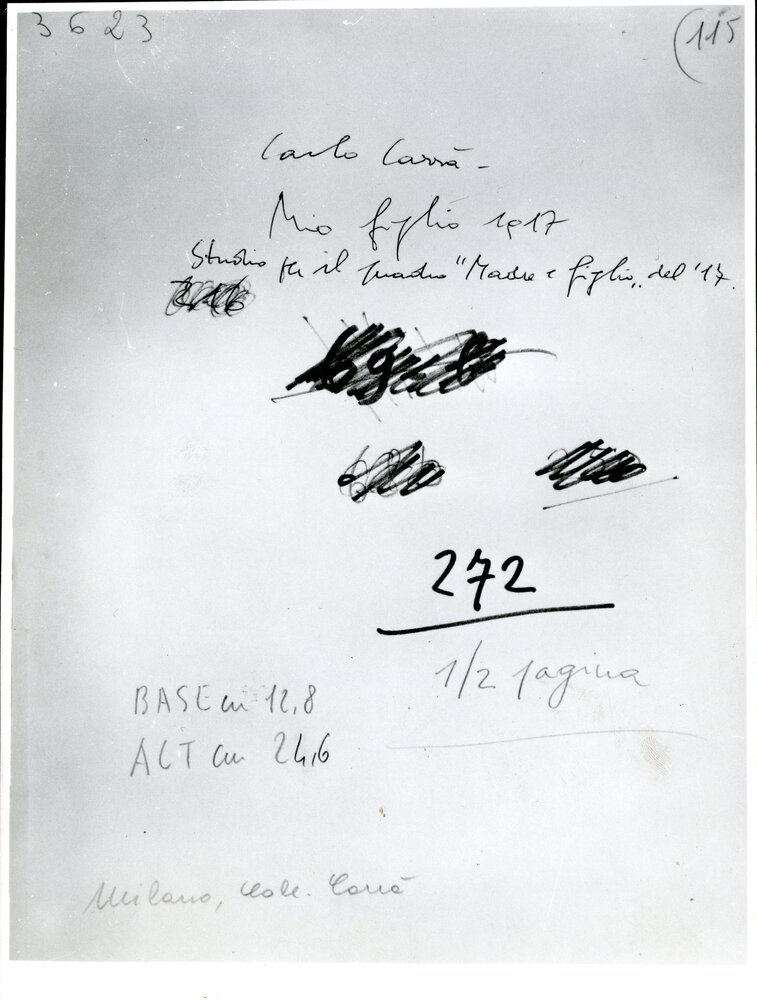 3623
(115
Carlo Carrà -
Mio figlio 1917
Studio per il quadro "Madre e figlio" del '17.
272
1/2 pagina
BASE cm 12,8
ALT cm 24,6
Milano, Coll. Carrà